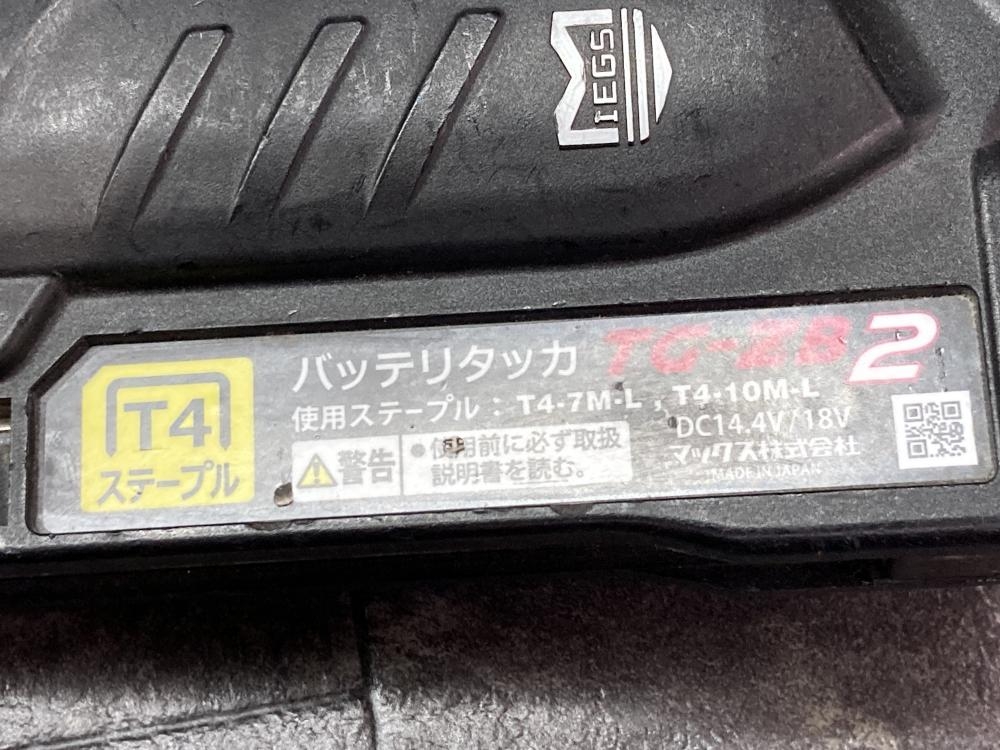 MIEGS
バッテリタッカ TG-ZB2
T4
ステープル
使用ステープル：T4-7M-L, T4-10M-L
DC14.4V/18V
警告
●使用前に必ず取扱
説明書を読む。
マックス株式会社
MADE IN JAPAN